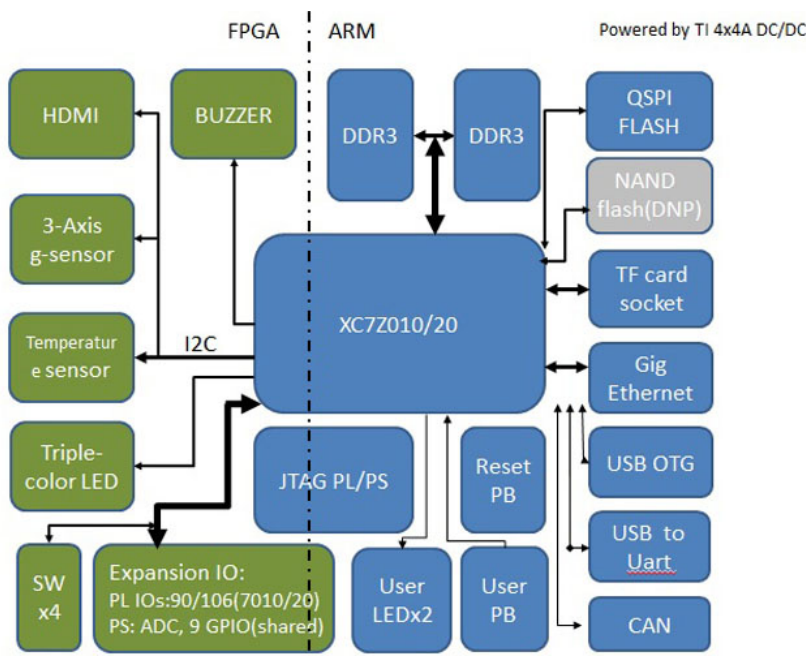 FPGA
ARM
Powered by TI 4x4A DC/DC
HDMI
BUZZER
DDR3
DDR3
QSPI
FLASH
NAND
flash(DNP)
3-Axis
g-sensor
TF card
socket
XC7Z010/20
I2C
Temperatur
e sensor
Gig
Ethernet
Triple-
color LED
JTAG PL/PS
Reset
PB
USB OTG
USB to
Uart
SW
x4
Expansion IO:
PL IOs:90/106(7010/20)
PS: ADC, 9 GPIO(shared)
User
LEDx2
User
PB
CAN